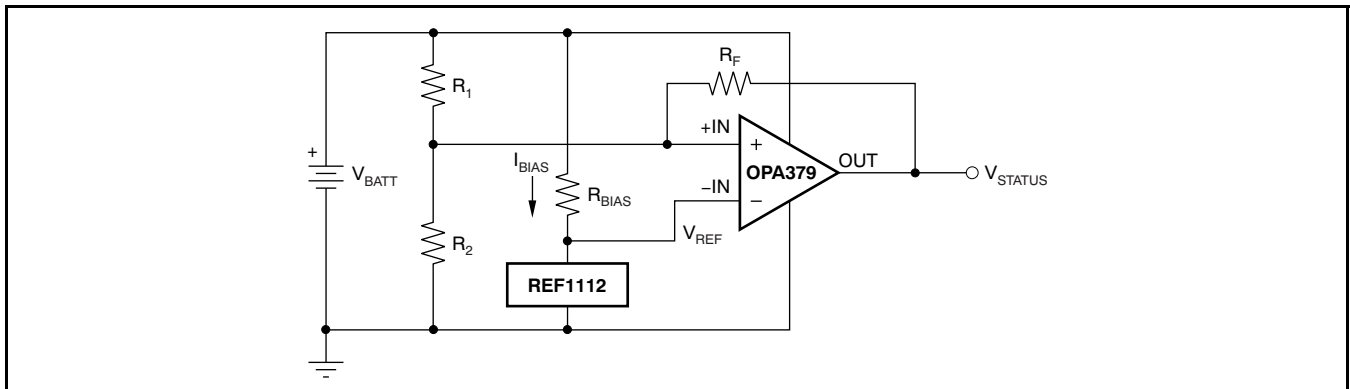 R_F
R_1
+IN
+
+
I_BIAS
OPA379
OUT
V_BATT
V_STATUS
R_BIAS
−IN
−
V_REF
R_2
REF1112